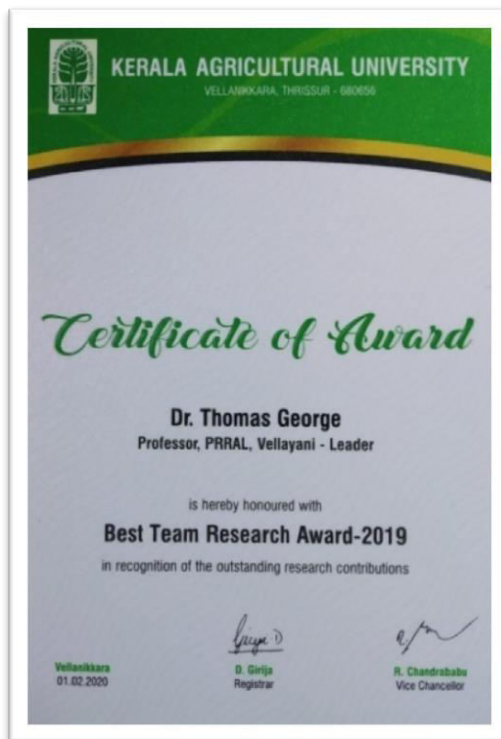 KERALA AGRICULTURAL UNIVERSITY
VELLANIKKARA, THRISSUR - 680656
Certificate of Award
Dr. Thomas George
Professor, PRRAL, Vellayani - Leader
is hereby honoured with
Best Team Research Award-2019
in recognition of the outstanding research contributions
Vellanikkara
01.02.2020
Girija D
D. Girija
Registrar
R. Chandrababu
Vice Chancellor